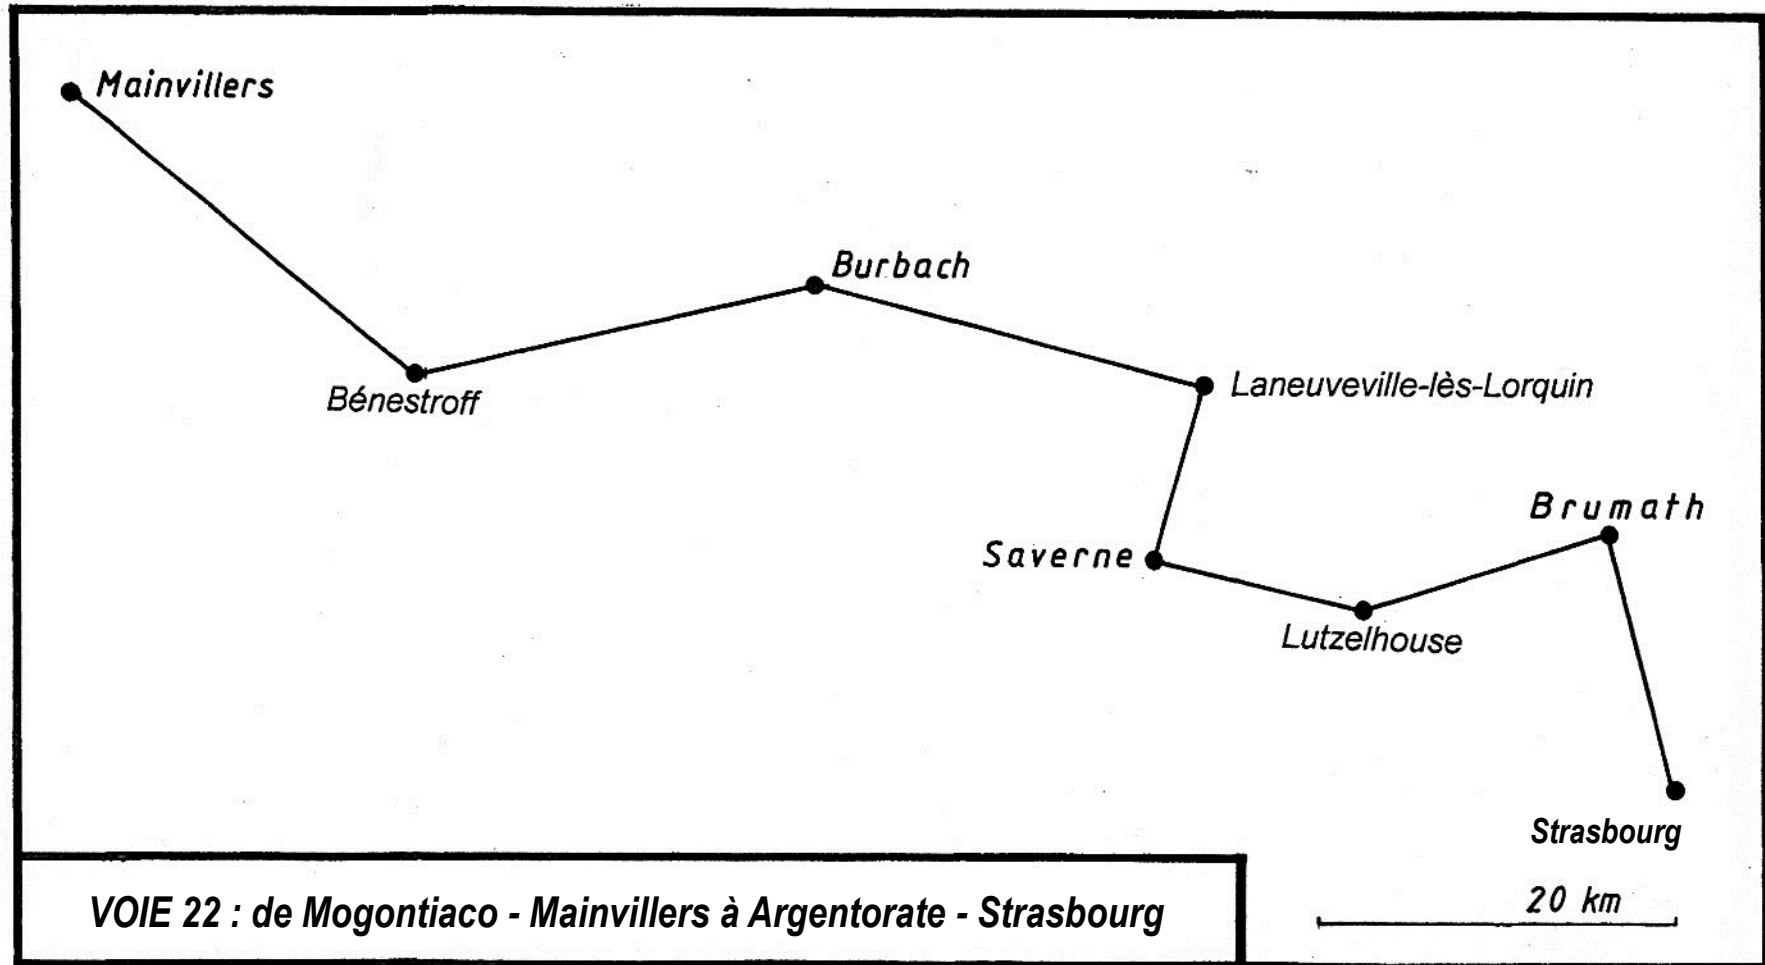 Mainvillers
Burbach
Bénestroff
Laneuveville-lès-Lorquin
Brumath
Saverne
Lutzelhouse
Strasbourg
20 km
VOIE 22 : de Mogontiaco - Mainvillers à Argentorate - Strasbourg